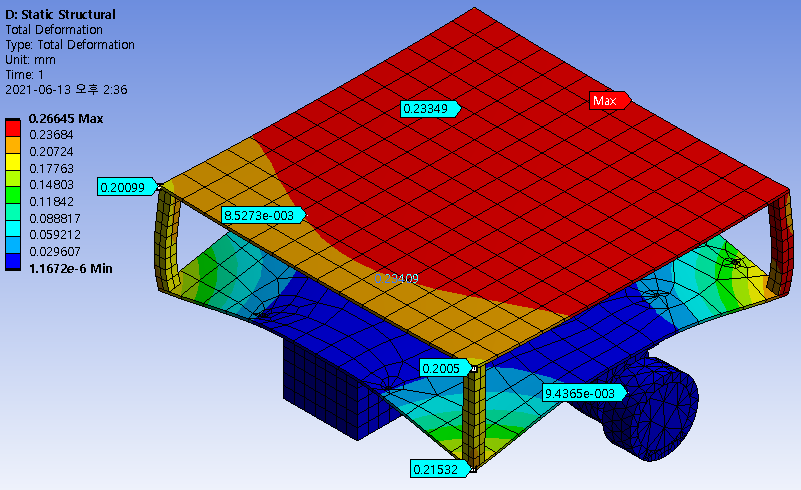 D: Static Structural
Total Deformation
Type: Total Deformation
Unit: mm
Time: 1
2021-06-13 오후 2:36
0.26645 Max
0.23684
0.20724
0.17763
0.14803
0.11842
0.088817
0.059212
0.029607
1.1672e-6 Min
Max
0.23349
0.20099
8.5273e-003
0.2005
9.4365e-003
0.21532